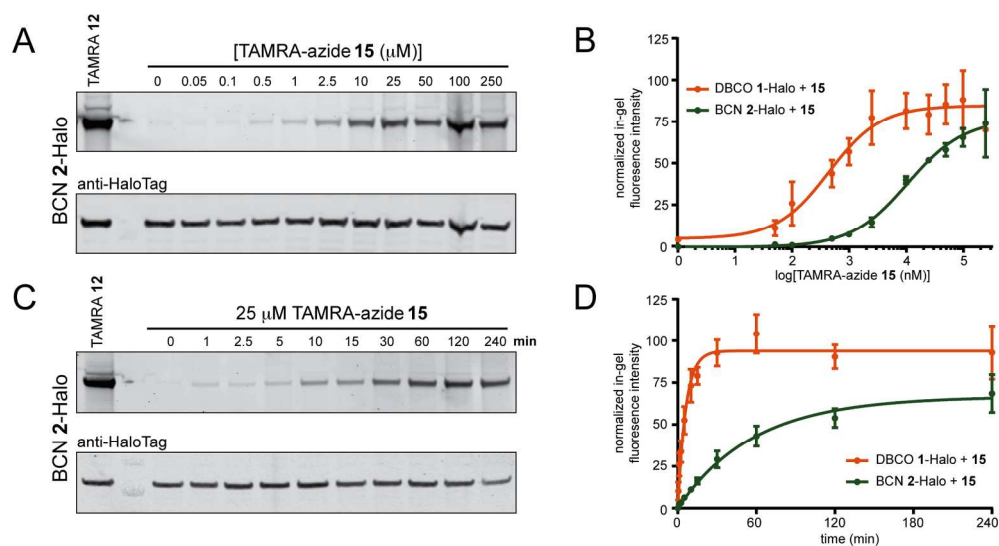 A
TAMRA 12
[TAMRA-azide 15 (μM)]
0 0.05 0.1 0.5 1 2.5 10 25 50 100 250
BCN 2-Halo
anti-HaloTag
B
normalized in-gel
fluoresence intensity
125
100
75
50
25
0
DBCO 1-Halo + 15
BCN 2-Halo + 15
0 1 2 3 4 5
log[TAMRA-azide 15 (nM)]
C
TAMRA 12
25 μM TAMRA-azide 15
0 1 2.5 5 10 15 30 60 120 240 min
BCN 2-Halo
anti-HaloTag
D
normalized in-gel
fluoresence intensity
125
100
75
50
25
0
DBCO 1-Halo + 15
BCN 2-Halo + 15
0 60 120 180 240
time (min)